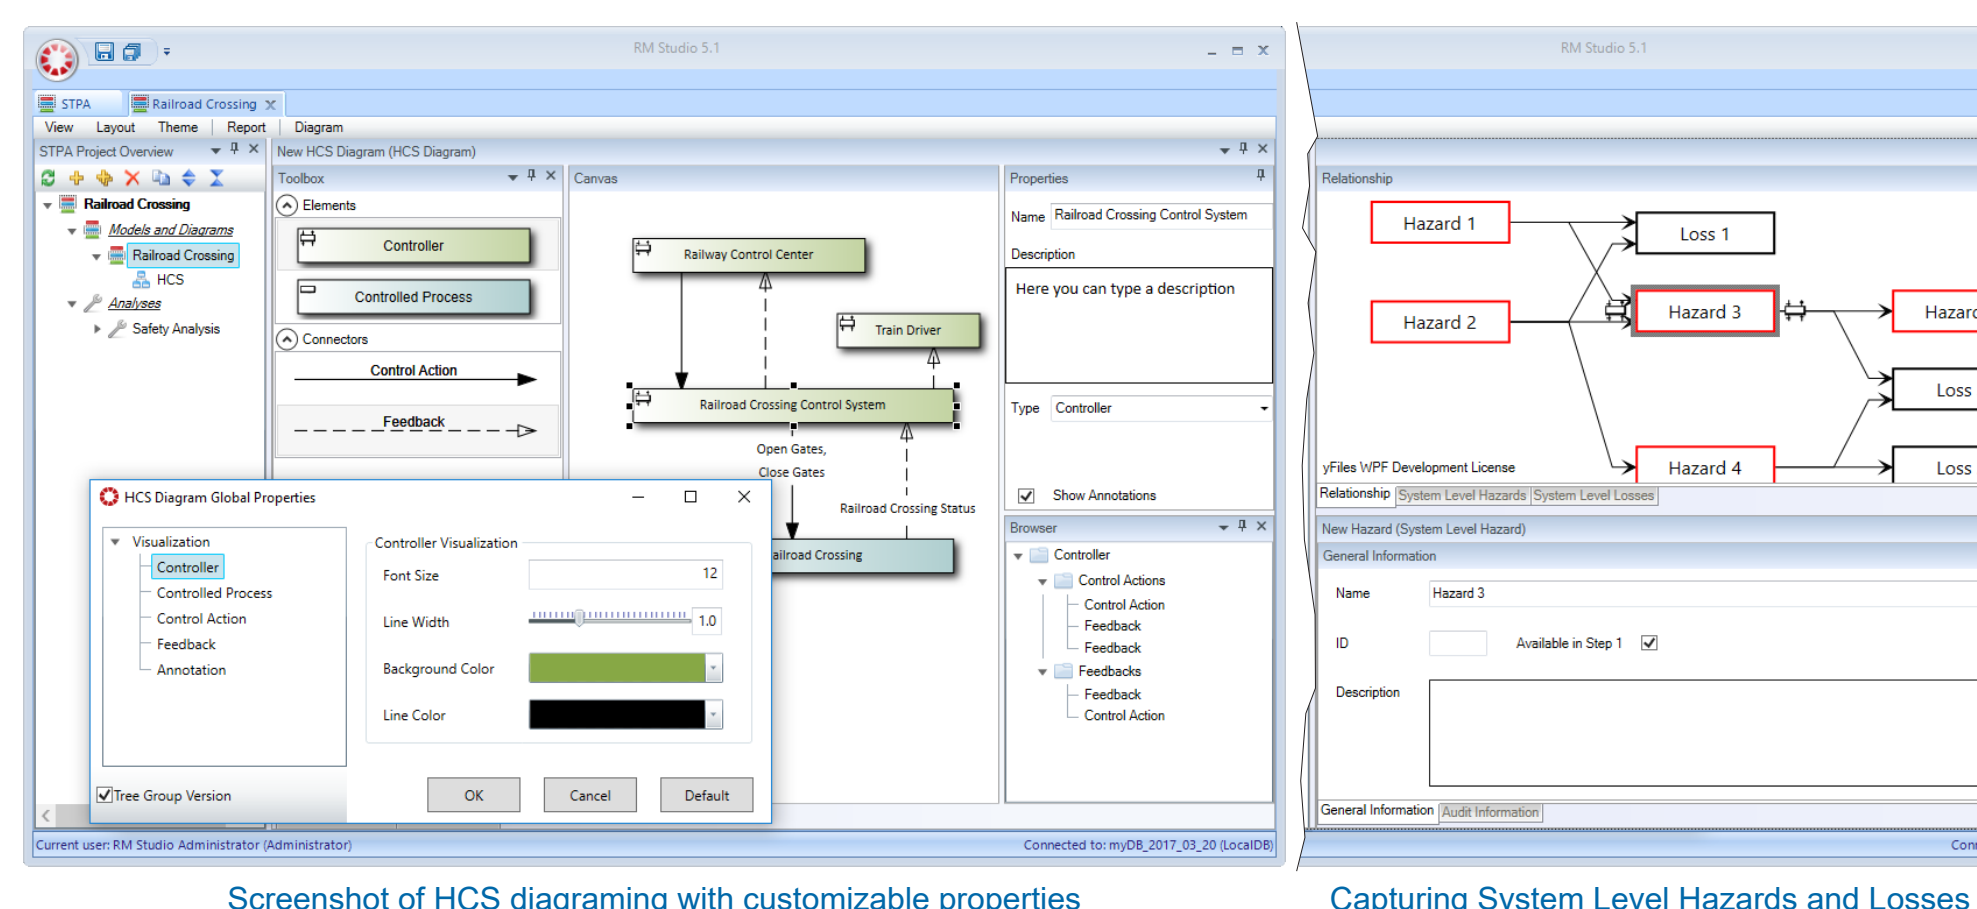 RM Studio 5.1
STPA
Railroad Crossing
View Layout Theme Report Diagram
STPA Project Overview
Railroad Crossing
Models and Diagrams
Railroad Crossing
HCS
Analyses
Safety Analysis
New HCS Diagram (HCS Diagram)
Toolbox
Elements
Controller
Controlled Process
Connectors
Control Action
Feedback
Canvas
Railway Control Center
Train Driver
Railroad Crossing Control System
Open Gates,
Close Gates
Railroad Crossing Status
ailroad Crossing
Properties
Name Railroad Crossing Control System
Description
Here you can type a description
Type Controller
Show Annotations
Browser
Controller
Control Actions
Control Action
Feedback
Feedback
Feedbacks
Feedback
Control Action
HCS Diagram Global Properties
Visualization
Controller
Controlled Process
Control Action
Feedback
Annotation
Tree Group Version
Controller Visualization
Font Size 12
Line Width 1.0
Background Color
Line Color
OK Cancel Default
Current user: RM Studio Administrator (Administrator)
Connected to: myDB_2017_03_20 (LocalDB)
Screenshot of HCS diagraming with customizable properties
RM Studio 5.1
Relationship
Hazard 1
Loss 1
Hazard 2
Hazard 3
Hazard
Loss
Hazard 4
Loss
yFiles WPF Development License
Relationship System Level Hazards System Level Losses
New Hazard (System Level Hazard)
General Information
Name Hazard 3
ID Available in Step 1
Description
General Information Audit Information
Conn
Capturing System Level Hazards and Losses